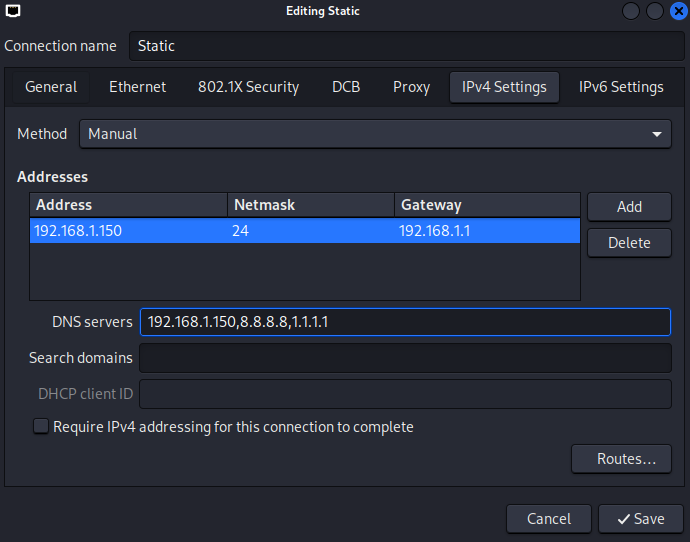 Editing Static
Connection name Static
General Ethernet 802.1X Security DCB Proxy IPv4 Settings IPv6 Settings
Method Manual
Addresses
Address Netmask Gateway Add
192.168.1.150 24 192.168.1.1
Delete
DNS servers 192.168.1.150,8.8.8.8,1.1.1.1
Search domains
DHCP client ID
Require IPv4 addressing for this connection to complete
Routes...
Cancel Save